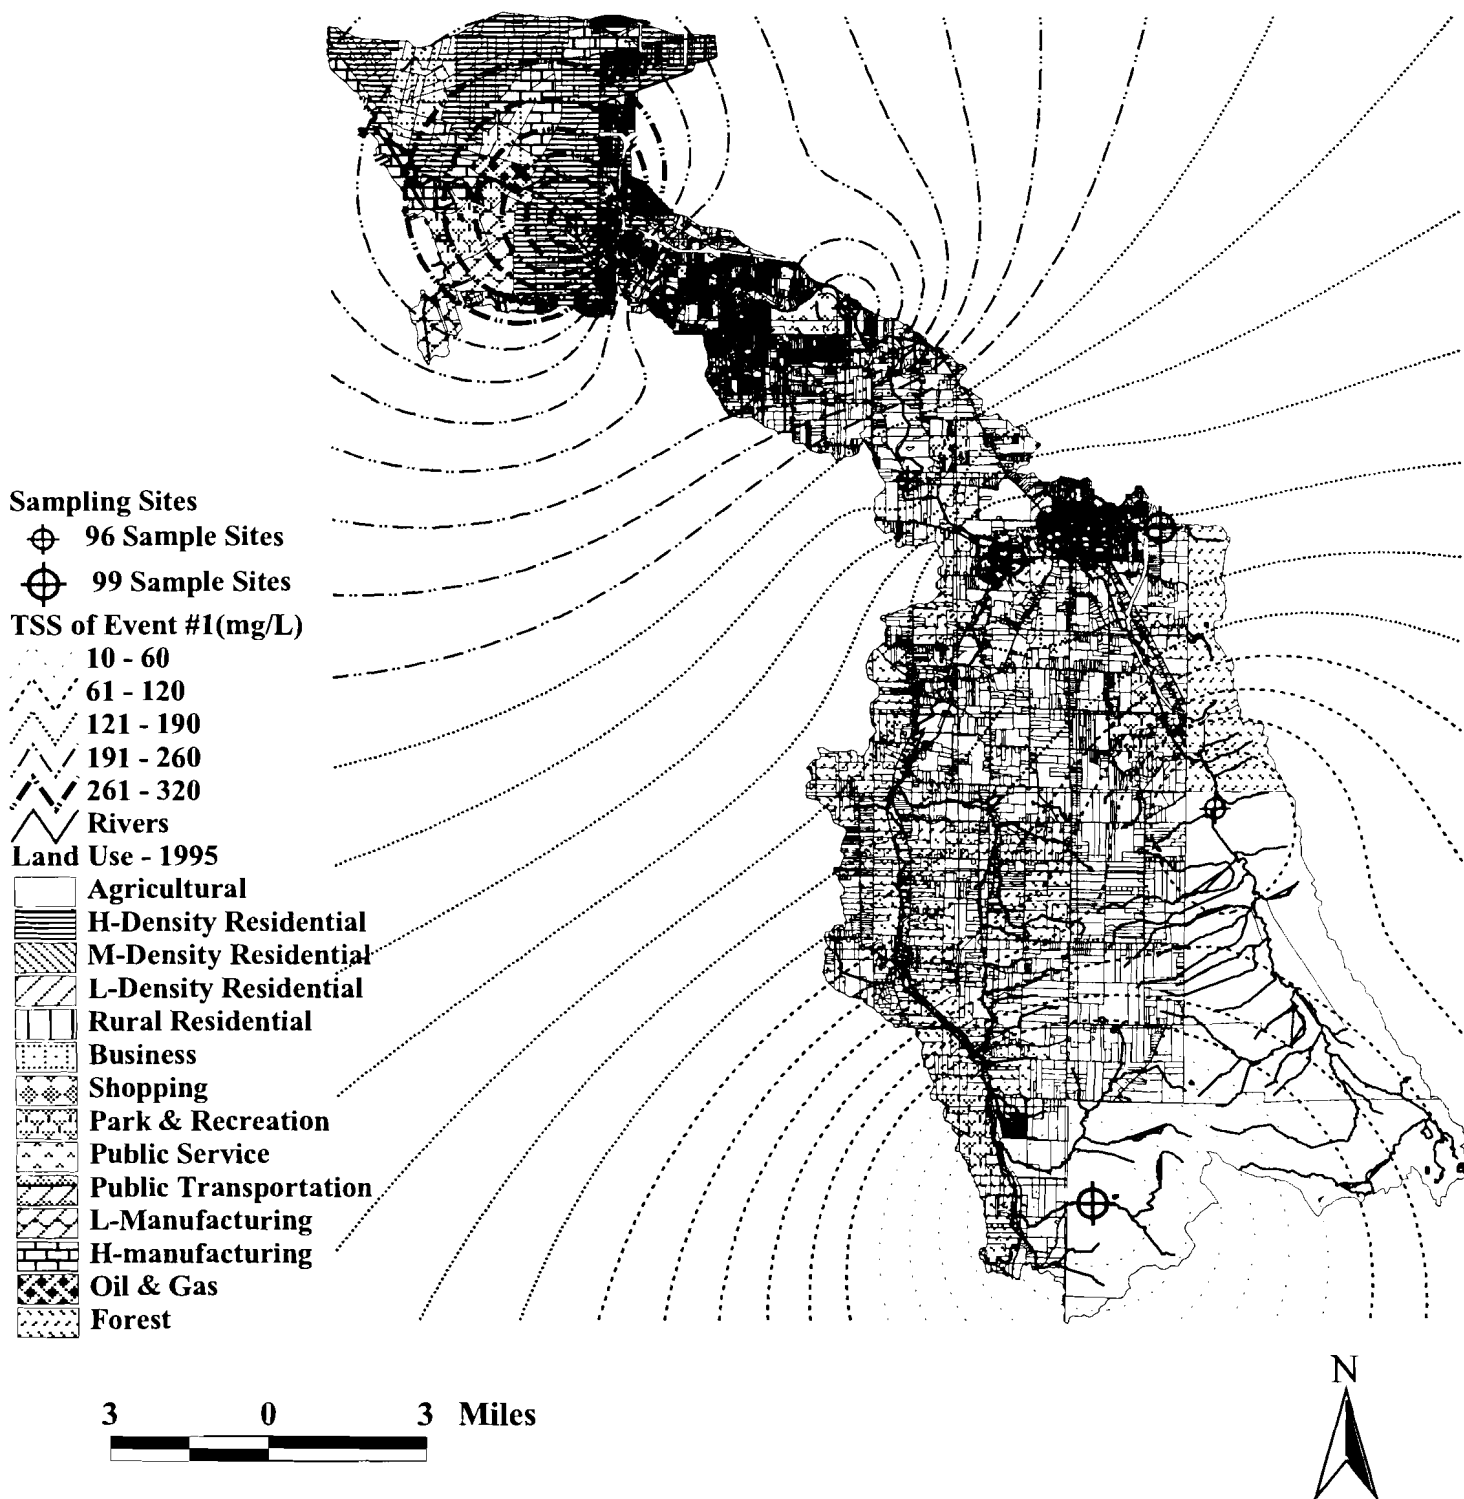 Sampling Sites
96 Sample Sites
99 Sample Sites
TSS of Event #1(mg/L)
10 - 60
61 - 120
121 - 190
191 - 260
261 - 320
Rivers
Land Use - 1995
Agricultural
H-Density Residential
M-Density Residential
L-Density Residential
Rural Residential
Business
Shopping
Park & Recreation
Public Service
Public Transportation
L-Manufacturing
H-manufacturing
Oil & Gas
Forest
3 0 3 Miles
N